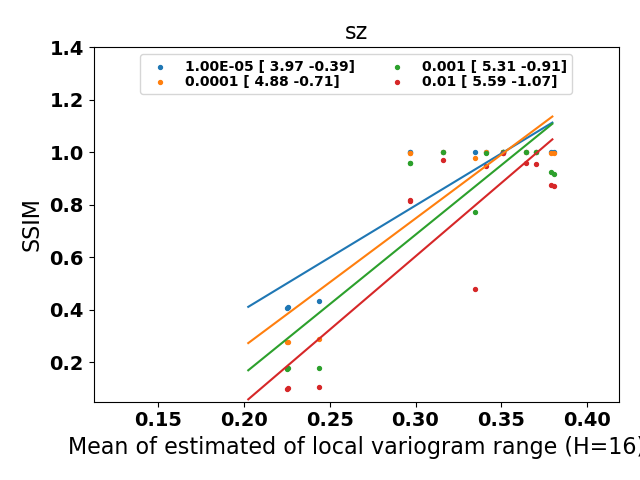 sz
1.4
1.00E-05 [ 3.97 -0.39]
0.001 [ 5.31 -0.91]
0.0001 [ 4.88 -0.71]
0.01 [ 5.59 -1.07]
1.2
1.0
0.8
0.6
0.4
0.2
SSIM
0.15
0.20
0.25
0.30
0.35
0.40
Mean of estimated of local variogram range (H=16)